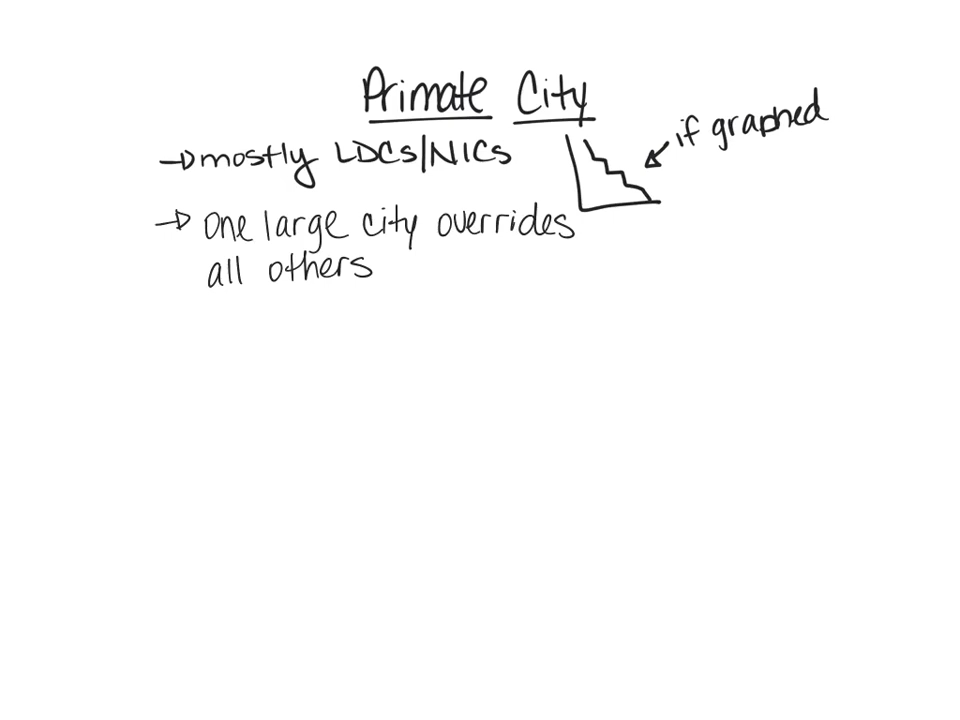 Primate City
→ mostly LDCs/NICs
if graphed
→ One large city overrides
all others